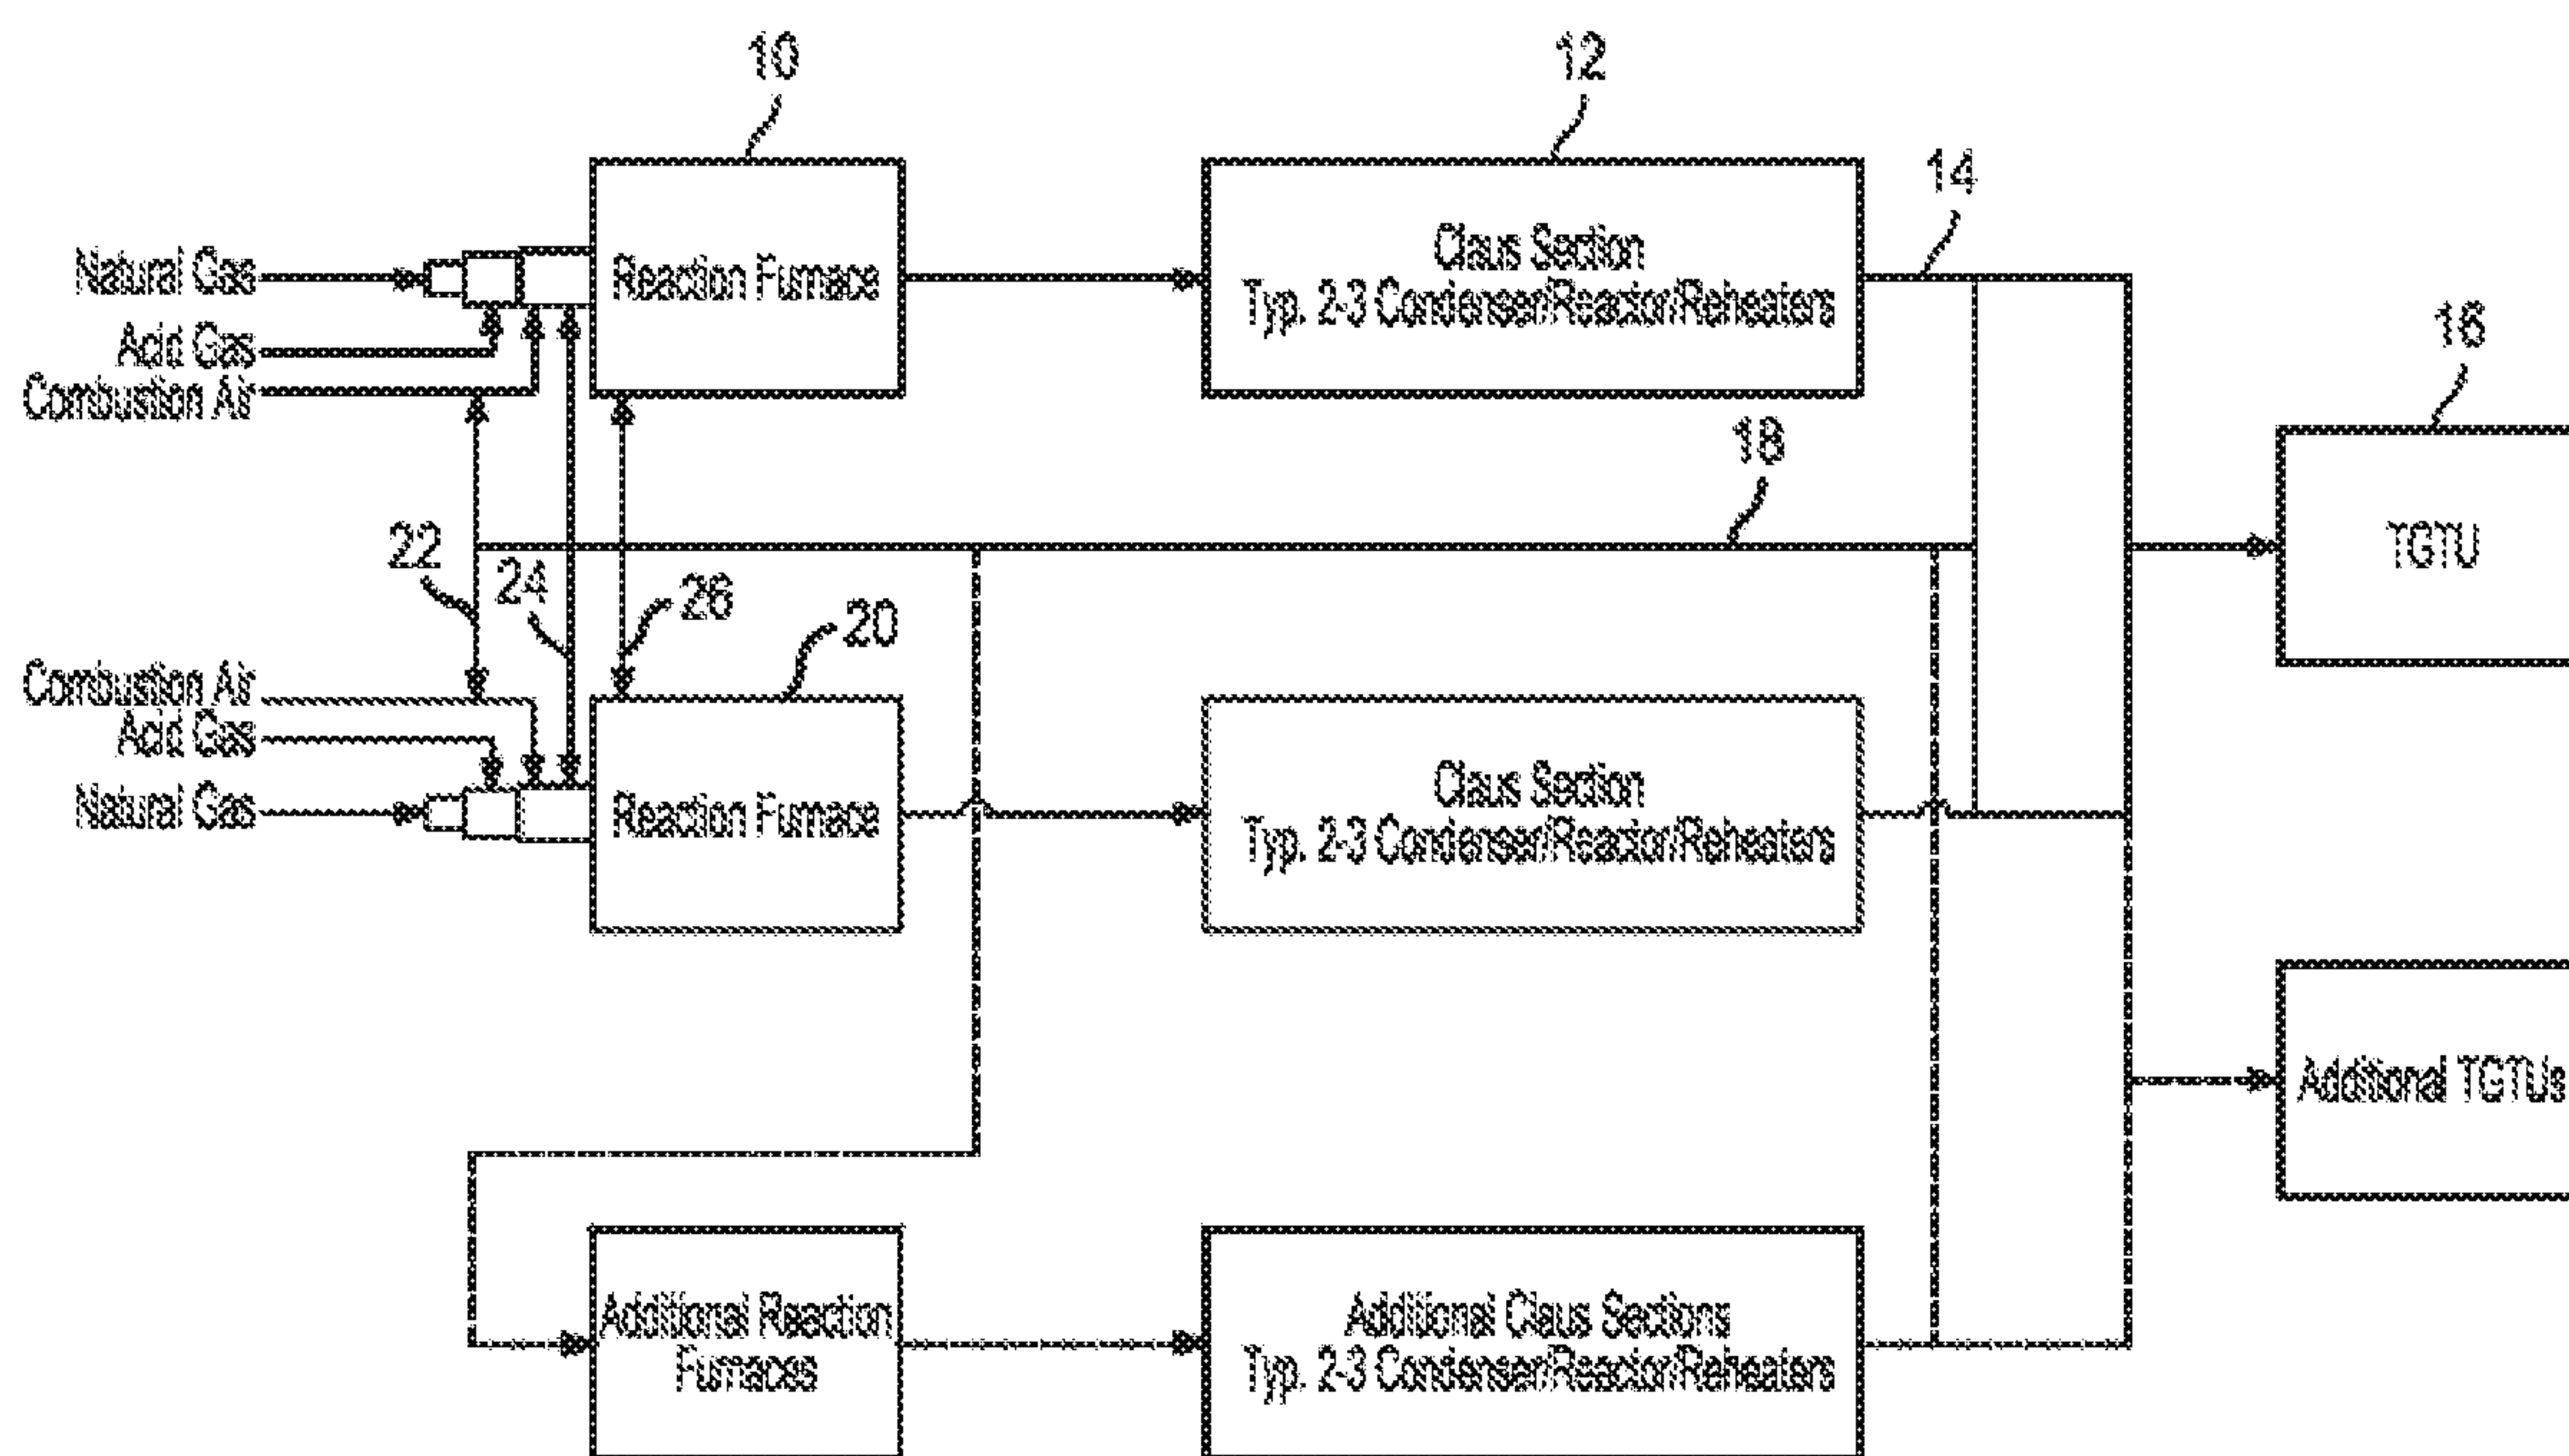 10
12
14
Natural Gas
Reaction Furnace
Claus Section
Typ. 2-3 Condenser/Reactor/Reheaters
Acid Gas
Combustion Air
16
18
TGTU
22
24
26
20
Combustion Air
Acid Gas
Natural Gas
Reaction Furnace
Claus Section
Typ. 2-3 Condenser/Reactor/Reheaters
Additional TGTUs
Additional Reaction
Furnaces
Additional Claus Sections
Typ. 2-3 Condenser/Reactor/Reheaters